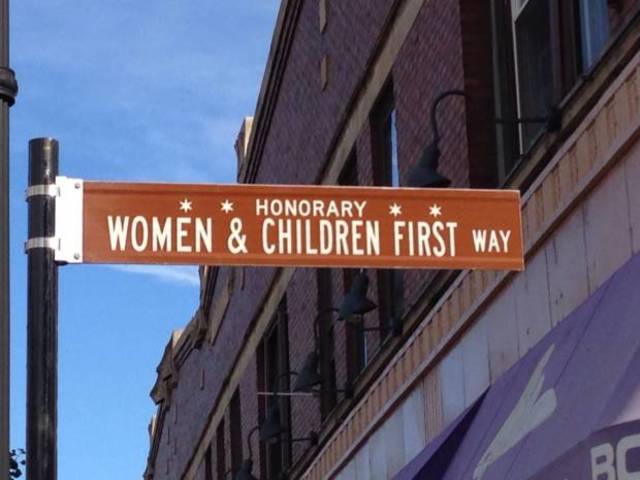 HONORARY
WOMEN & CHILDREN FIRST WAY